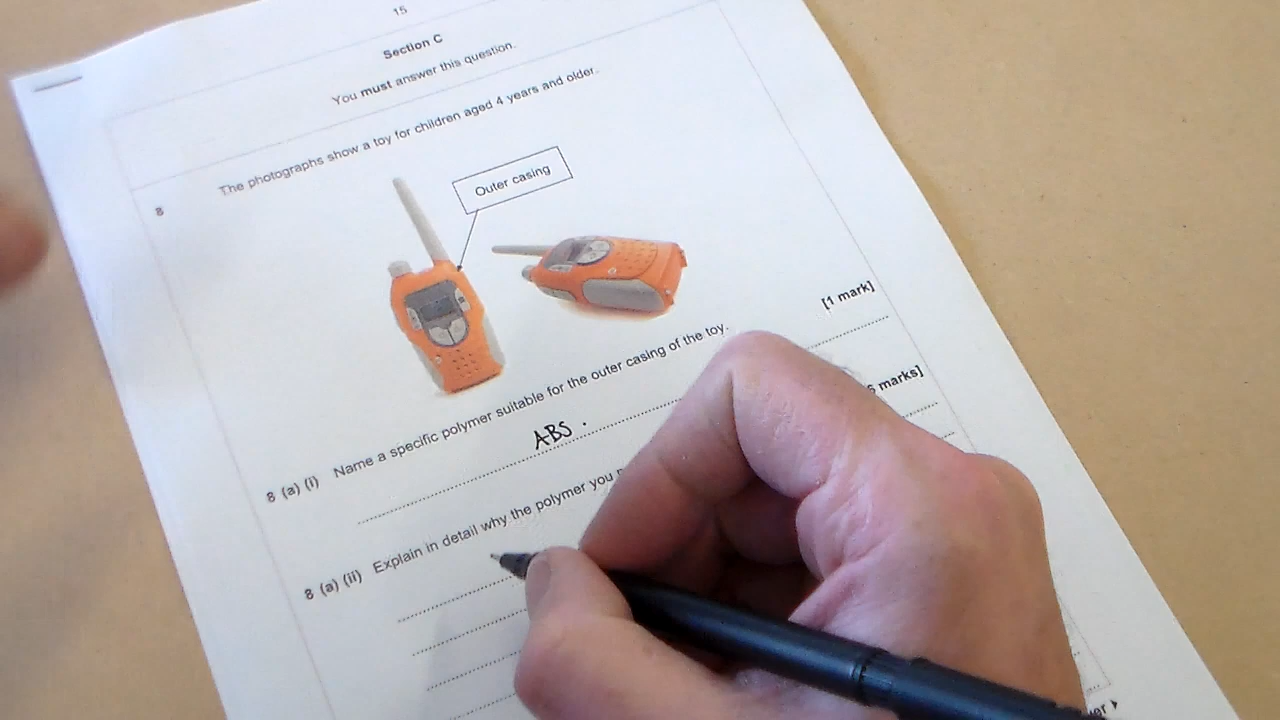 15
Section C
You must answer this question.
8 The photographs show a toy for children aged 4 years and older.
Outer casing
8 (a) (i) Name a specific polymer suitable for the outer casing of the toy.
[1 mark]
ABS.
8 (a) (ii) Explain in detail why the polymer you
marks]